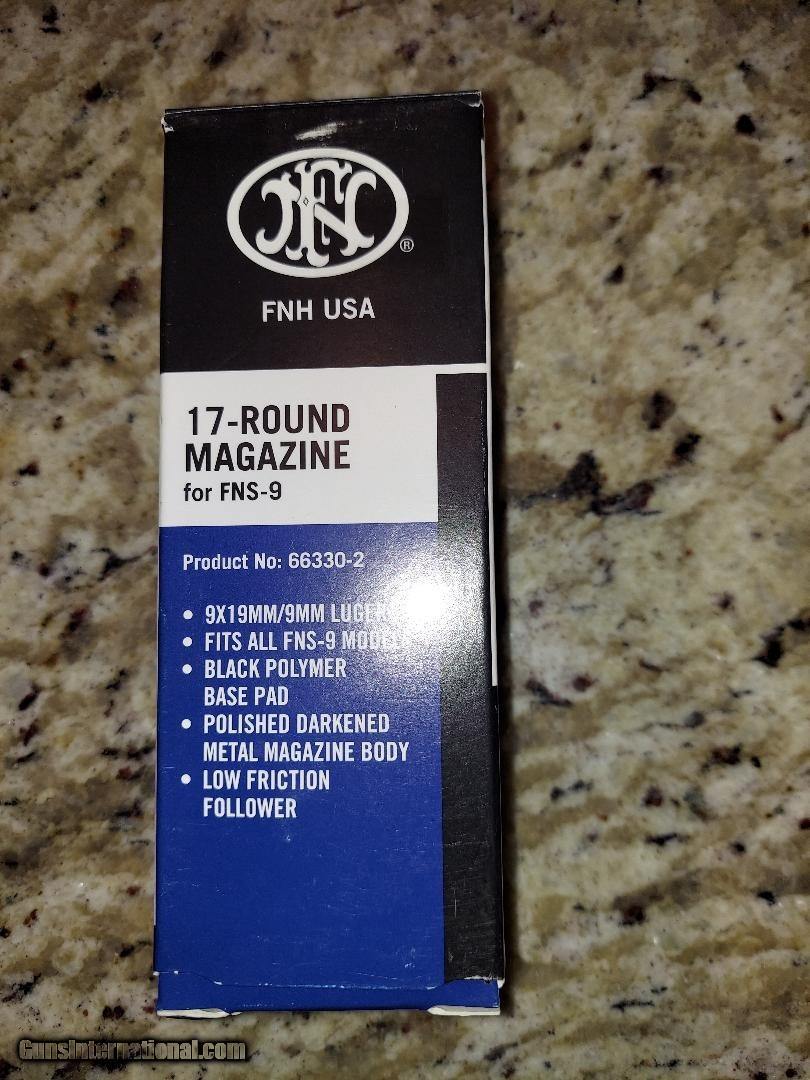 FN
®
FNH USA
17-ROUND
MAGAZINE
for FNS-9
Product No: 66330-2
• 9X19MM/9MM LUGER
• FITS ALL FNS-9 MODELS
• BLACK POLYMER
BASE PAD
• POLISHED DARKENED
METAL MAGAZINE BODY
• LOW FRICTION
FOLLOWER
GunsInternational.com